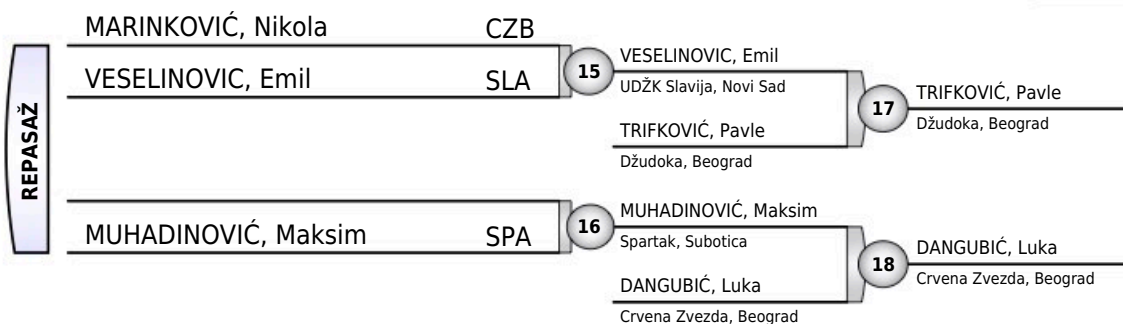 REPASAŽ
MARINKOVIĆ, Nikola CZB
VESELINOVIC, Emil SLA
15
VESELINOVIC, Emil
UDŽK Slavija, Novi Sad
TRIFKOVIĆ, Pavle
Džudoka, Beograd
17
TRIFKOVIĆ, Pavle
Džudoka, Beograd
MUHADINOVIĆ, Maksim SPA
16
MUHADINOVIĆ, Maksim
Spartak, Subotica
DANGUBIĆ, Luka
Crvena Zvezda, Beograd
18
DANGUBIĆ, Luka
Crvena Zvezda, Beograd